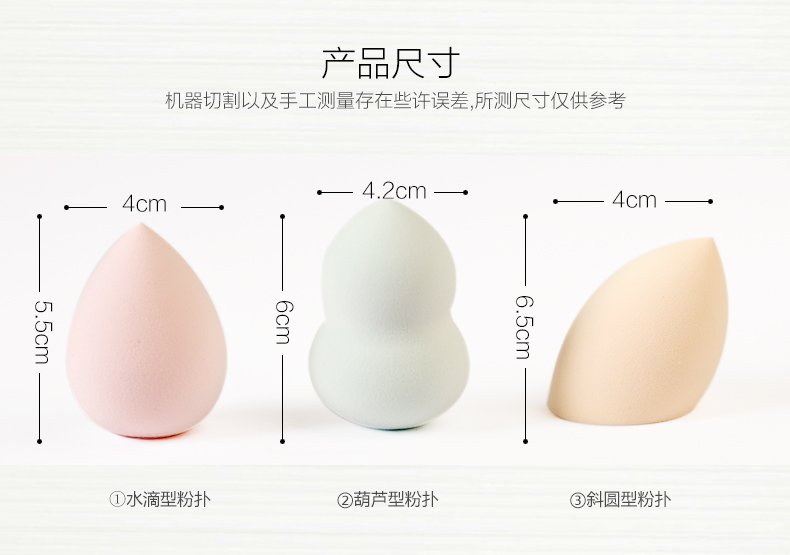 产品尺寸
机器切割以及手工测量存在些许误差,所测尺寸仅供参考
4cm
4.2cm
4cm
5.5cm
6cm
6.5cm
①水滴型粉扑
②葫芦型粉扑
③斜圆型粉扑